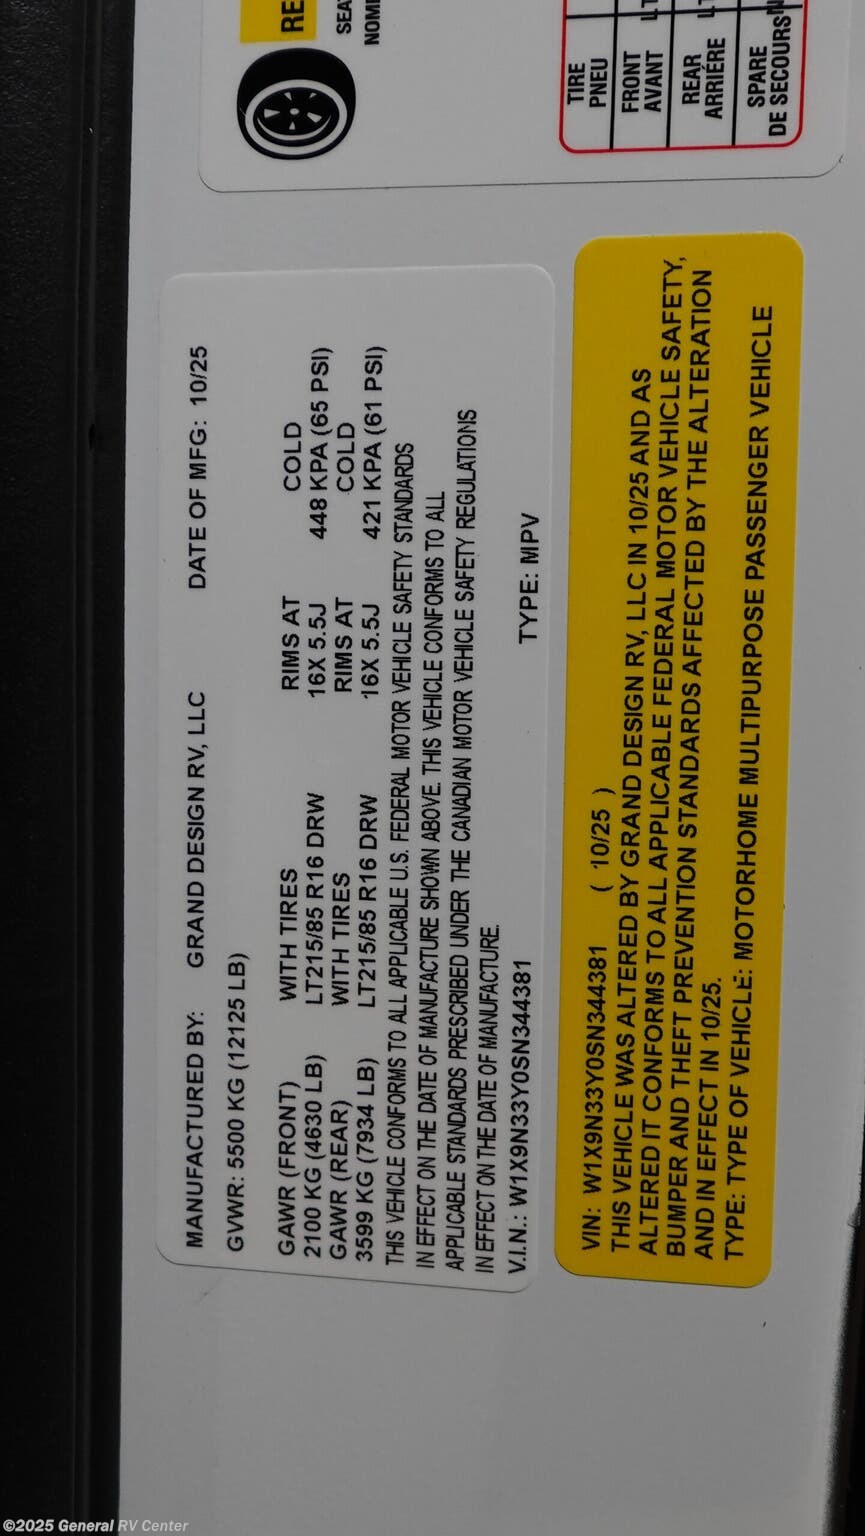 RE
SEA
NOME
TIRE
PNEU
FRONT
AVANT
REAR
ARRIÈRE
SPARE
DE SECOURS
LT
LT
MANUFACTURED BY: GRAND DESIGN RV, LLC DATE OF MFG: 10/25
GVWR: 5500 KG (12125 LB)
GAWR (FRONT) WITH TIRES RIMS AT COLD
2100 KG (4630 LB) LT215/85 R16 DRW 16X 5.5J 448 KPA (65 PSI)
GAWR (REAR) WITH TIRES RIMS AT COLD
3599 KG (7934 LB) LT215/85 R16 DRW 16X 5.5J 421 KPA (61 PSI)
THIS VEHICLE CONFORMS TO ALL APPLICABLE U.S. FEDERAL MOTOR VEHICLE SAFETY STANDARDS
IN EFFECT ON THE DATE OF MANUFACTURE SHOWN ABOVE. THIS VEHICLE CONFORMS TO ALL
APPLICABLE STANDARDS PRESCRIBED UNDER THE CANADIAN MOTOR VEHICLE SAFETY REGULATIONS
IN EFFECT ON THE DATE OF MANUFACTURE.
V.I.N.: W1X9N33Y0SN344381 TYPE: MPV
VIN: W1X9N33Y0SN344381 ( 10/25 )
THIS VEHICLE WAS ALTERED BY GRAND DESIGN RV, LLC IN 10/25 AND AS
ALTERED IT CONFORMS TO ALL APPLICABLE FEDERAL MOTOR VEHICLE SAFETY,
BUMPER AND THEFT PREVENTION STANDARDS AFFECTED BY THE ALTERATION
AND IN EFFECT IN 10/25.
TYPE: TYPE OF VEHICLE: MOTORHOME MULTIPURPOSE PASSENGER VEHICLE
©2025 General RV Center